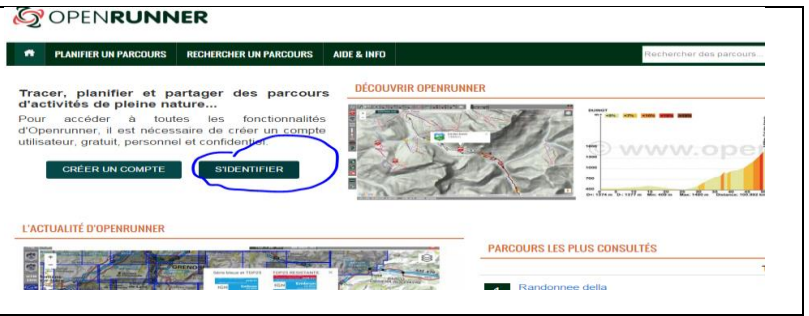 OPENRUNNER
PLANIFIER UN PARCOURS RECHERCHER UN PARCOURS AIDE & INFO
Rechercher des parcours...
Tracer, planifier et partager des parcours
d'activités de pleine nature...
Pour accéder à toutes les fonctionnalités
d'Openrunner, il est nécessaire de créer un compte
utilisateur, gratuit, personnel et confidentiel.
CRÉER UN COMPTE S'IDENTIFIER
DÉCOUVRIR OPENRUNNER
© www.open
L'ACTUALITÉ D'OPENRUNNER
PARCOURS LES PLUS CONSULTÉS
1 Randonnee della